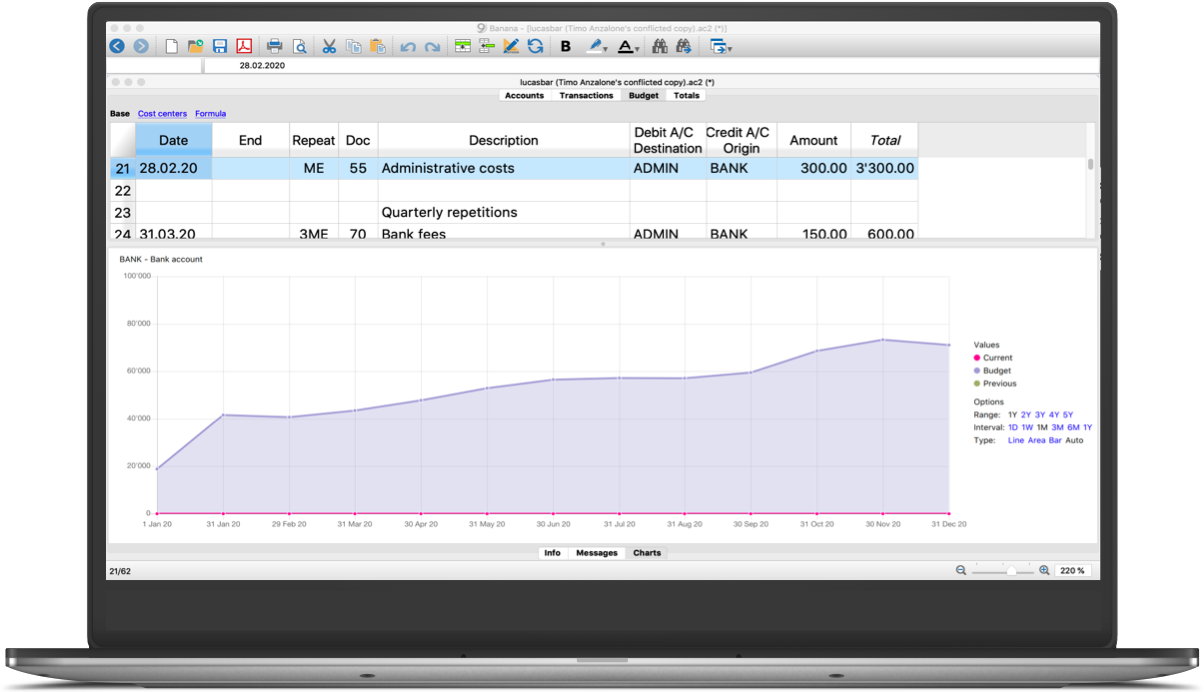 Banana - [lucasbar (Timo Anzalone's conflicted copy).ac2 (*)]
B A
28.02.2020
lucasbar (Timo Anzalone's conflicted copy).ac2 (*)
Accounts Transactions Budget Totals
Base Cost centers Formula
Date End Repeat Doc Description Debit A/C Destination Credit A/C Origin Amount Total
21 28.02.20 ME 55 Administrative costs ADMIN BANK 300.00 3'300.00
22
23 Quarterly repetitions
24 31.03.20 3ME 70 Bank fees ADMIN BANK 150.00 600.00
BANK - Bank account
100'000
80'000
60'000
40'000
20'000
0
1 Jan 20 31 Jan 20 29 Feb 20 31 Mar 20 30 Apr 20 31 May 20 30 Jun 20 31 Jul 20 31 Aug 20 30 Sep 20 31 Oct 20 30 Nov 20 31 Dec 20
Values
Current
Budget
Previous
Options
Range: 1Y 2Y 3Y 4Y 5Y
Interval: 1D 1W 1M 3M 6M 1Y
Type: Line Area Bar Auto
Info Messages Charts
21/62 220 %